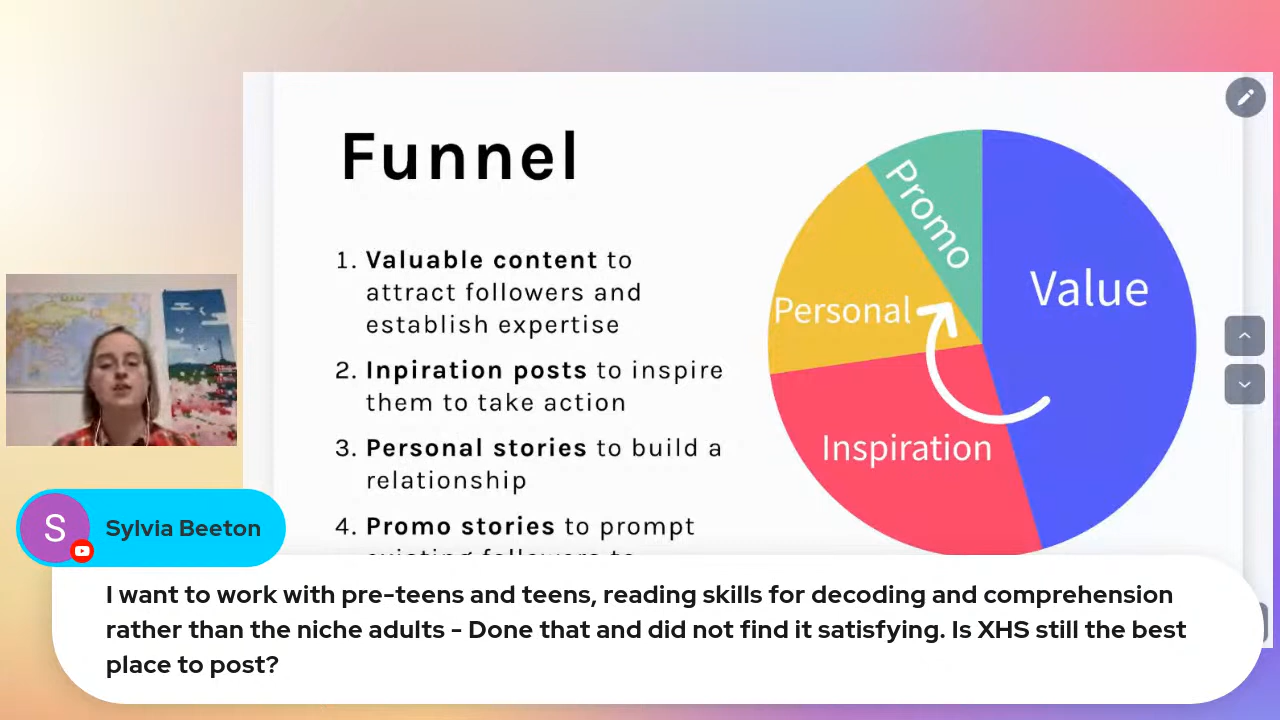 Funnel
1. Valuable content to
attract followers and
establish expertise
2. Inpiration posts to inspire
them to take action
3. Personal stories to build a
relationship
4. Promo stories to prompt
existing followers to
Promo
Value
Personal
Inspiration
S
Sylvia Beeton
I want to work with pre-teens and teens, reading skills for decoding and comprehension
rather than the niche adults - Done that and did not find it satisfying. Is XHS still the best
place to post?